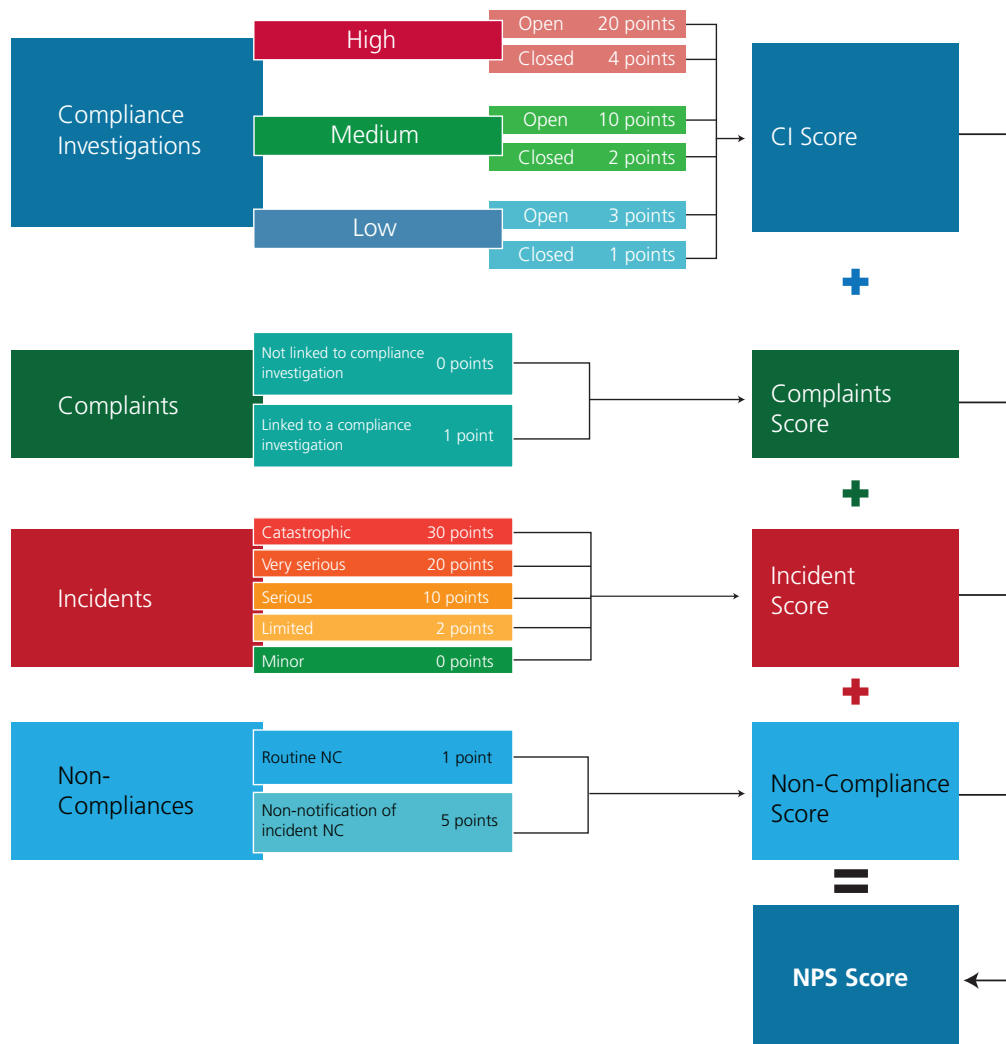 Compliance
Investigations
High
Open 20 points
Closed 4 points
Medium
Open 10 points
Closed 2 points
Low
Open 3 points
Closed 1 points
CI Score
+
Complaints
Not linked to compliance
investigation
0 points
Linked to a compliance
investigation
1 point
Complaints
Score
+
Incidents
Catastrophic 30 points
Very serious 20 points
Serious 10 points
Limited 2 points
Minor 0 points
Incident
Score
+
Non-
Compliances
Routine NC 1 point
Non-notification of
incident NC
5 points
Non-Compliance
Score
=
NPS Score